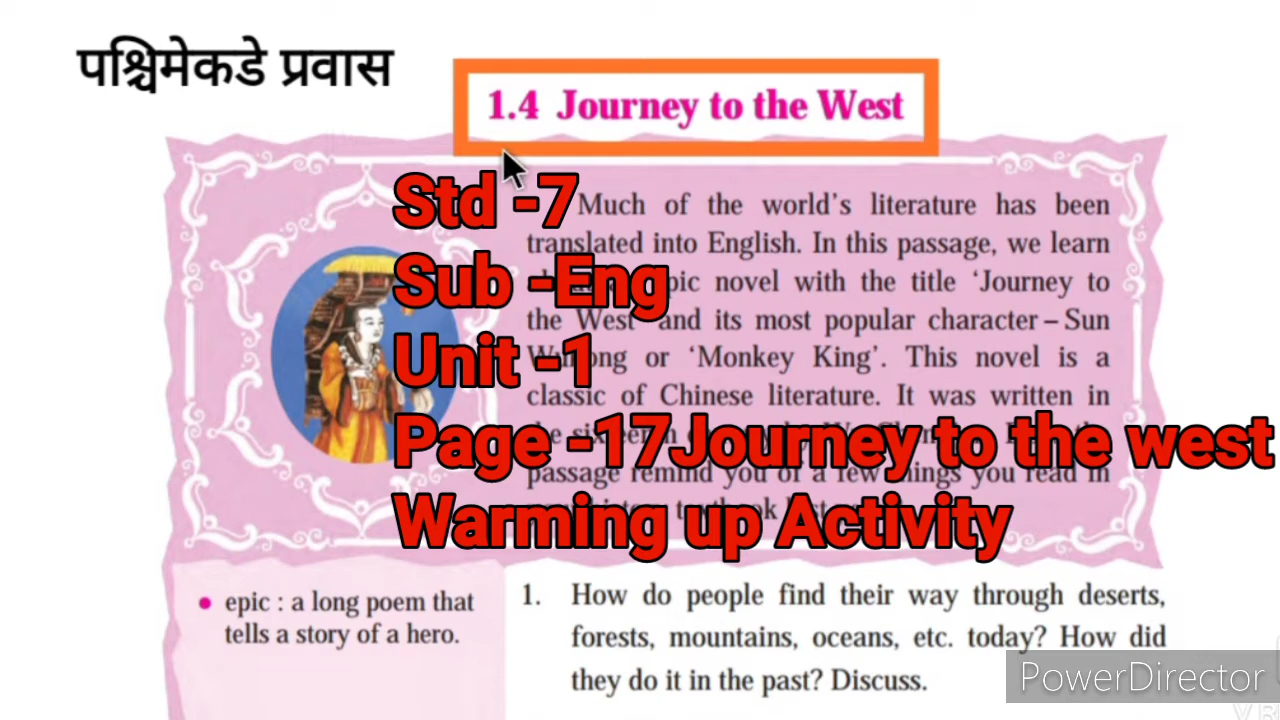 पश्चिमेकडे प्रवास
1.4 Journey to the West
Std -7
Much of the world's literature has been
translated into English. In this passage, we learn
Sub -Eng
epic novel with the title 'Journey to
the West' and its most popular character – Sun
Unit -1
Wukong or 'Monkey King'. This novel is a
classic of Chinese literature. It was written in
Page -17Journey to the west
passage remind you of a few things you read in
Warming up Activity
• epic : a long poem that
tells a story of a hero.
1. How do people find their way through deserts,
forests, mountains, oceans, etc. today? How did
they do it in the past? Discuss.
PowerDirector